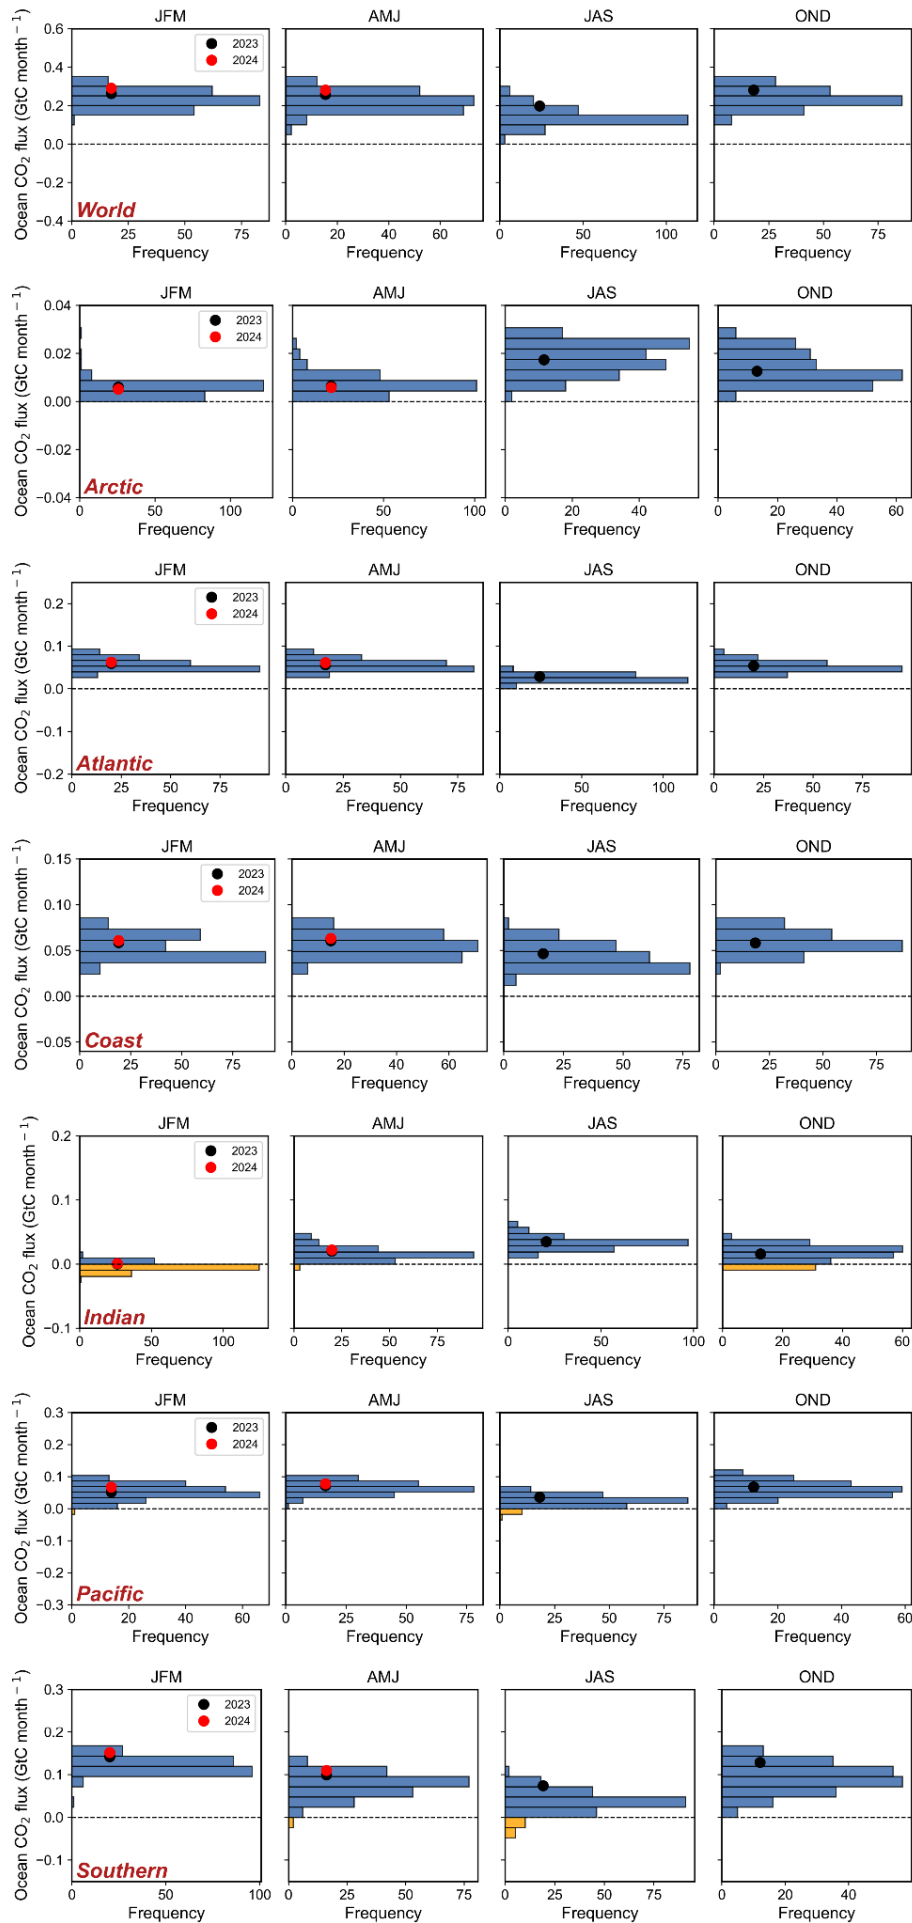 JFM AMJ JAS OND
Ocean CO₂ flux (GtC month⁻¹)
0.6
0.4
0.2
0.0
−0.2
−0.4
2023
2024
World
0 25 50 75 0 20 40 60 0 50 100 0 25 50 75
Frequency Frequency Frequency Frequency
JFM AMJ JAS OND
Ocean CO₂ flux (GtC month⁻¹)
0.04
0.02
0.00
−0.02
−0.04
2023
2024
Arctic
0 50 100 0 25 50 75 100 0 20 40 0 20 40 60
Frequency Frequency Frequency Frequency
JFM AMJ JAS OND
Ocean CO₂ flux (GtC month⁻¹)
0.2
0.1
0.0
−0.1
−0.2
2023
2024
Atlantic
0 25 50 75 0 25 50 75 0 50 100 0 25 50 75
Frequency Frequency Frequency Frequency
JFM AMJ JAS OND
Ocean CO₂ flux (GtC month⁻¹)
0.15
0.10
0.05
0.00
−0.05
2023
2024
Coast
0 25 50 75 0 20 40 60 0 20 40 60 0 25 50 75
Frequency Frequency Frequency Frequency
JFM AMJ JAS OND
Ocean CO₂ flux (GtC month⁻¹)
0.2
0.1
0.0
−0.1
2023
2024
Indian
0 50 100 0 25 50 75 0 50 100 0 20 40 60
Frequency Frequency Frequency Frequency
JFM AMJ JAS OND
Ocean CO₂ flux (GtC month⁻¹)
0.3
0.2
0.1
0.0
−0.1
−0.2
−0.3
2023
2024
Pacific
0 20 40 60 0 25 50 75 0 25 50 75 0 20 40 60
Frequency Frequency Frequency Frequency
JFM AMJ JAS OND
Ocean CO₂ flux (GtC month⁻¹)
0.3
0.2
0.1
0.0
−0.1
2023
2024
Southern
0 50 100 0 25 50 75 0 25 50 75 0 20 40
Frequency Frequency Frequency Frequency